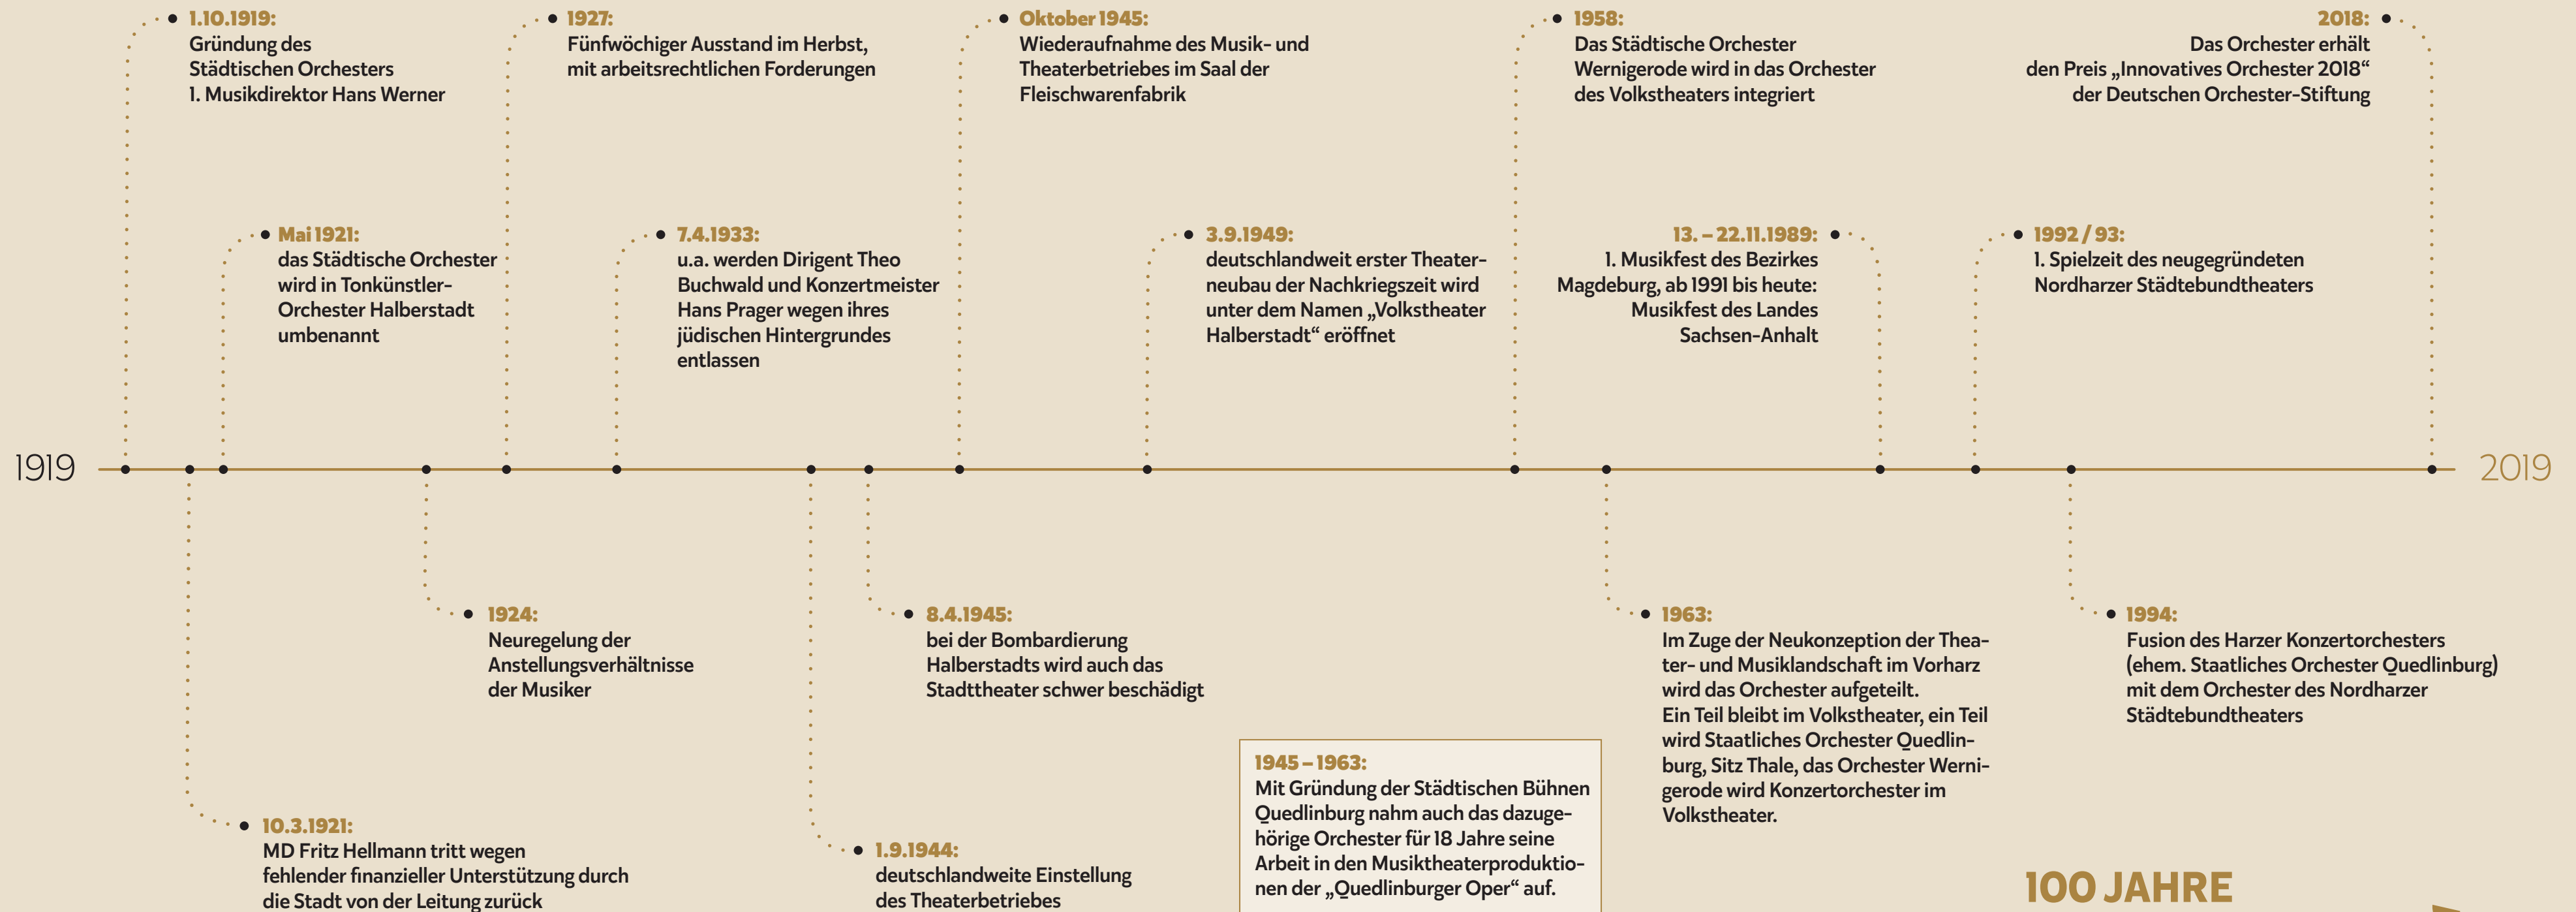 1.10.1919:
Gründung des
Städtischen Orchesters
1. Musikdirektor Hans Werner
1927:
Fünfwöchiger Ausstand im Herbst,
mit arbeitsrechtlichen Forderungen
Oktober 1945:
Wiederaufnahme des Musik- und
Theaterbetriebes im Saal der
Fleischwarenfabrik
1958:
Das Städtische Orchester
Wernigerode wird in das Orchester
des Volkstheaters integriert
2018:
Das Orchester erhält
den Preis „Innovatives Orchester 2018“
der Deutschen Orchester-Stiftung
Mai 1921:
das Städtische Orchester
wird in Tonkünstler-
Orchester Halberstadt
umbenannt
7.4.1933:
u.a. werden Dirigent Theo
Buchwald und Konzertmeister
Hans Prager wegen ihres
jüdischen Hintergrundes
entlassen
3.9.1949:
deutschlandweit erster Theater-
neubau der Nachkriegszeit wird
unter dem Namen „Volkstheater
Halberstadt“ eröffnet
13. – 22.11.1989:
1. Musikfest des Bezirkes
Magdeburg, ab 1991 bis heute:
Musikfest des Landes
Sachsen-Anhalt
1992 / 93:
1. Spielzeit des neugegründeten
Nordharzer Städtebundtheaters
1919
2019
1924:
Neuregelung der
Anstellungsverhältnisse
der Musiker
8.4.1945:
bei der Bombardierung
Halberstadts wird auch das
Stadttheater schwer beschädigt
1963:
Im Zuge der Neukonzeption der Thea-
ter- und Musiklandschaft im Vorharz
wird das Orchester aufgeteilt.
Ein Teil bleibt im Volkstheater, ein Teil
wird Staatliches Orchester Quedlin-
burg, Sitz Thale, das Orchester Werni-
gerode wird Konzertorchester im
Volkstheater.
1994:
Fusion des Harzer Konzertorchesters
(ehem. Staatliches Orchester Quedlinburg)
mit dem Orchester des Nordharzer
Städtebundtheaters
10.3.1921:
MD Fritz Hellmann tritt wegen
fehlender finanzieller Unterstützung durch
die Stadt von der Leitung zurück
1.9.1944:
deutschlandweite Einstellung
des Theaterbetriebes
1945 – 1963:
Mit Gründung der Städtischen Bühnen
Quedlinburg nahm auch das dazuge-
hörige Orchester für 18 Jahre seine
Arbeit in den Musiktheaterproduktio-
nen der „Quedlinburger Oper“ auf.
100 JAHRE